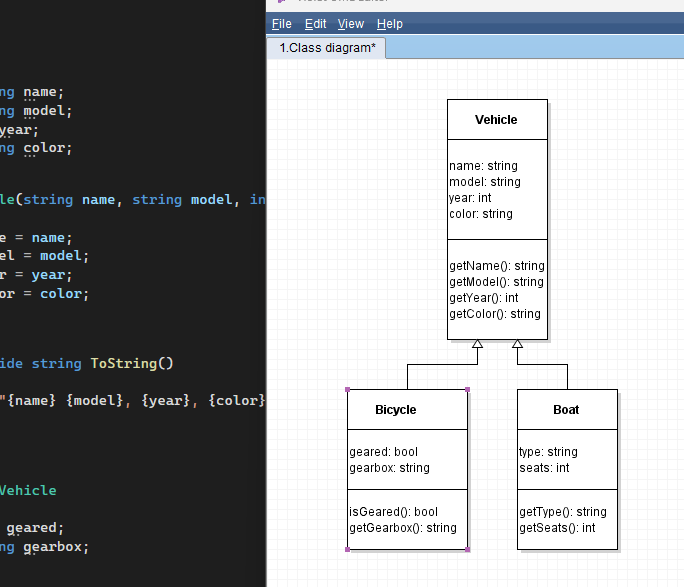 ng name;
ng model;
year;
ng color;
le(string name, string model, in
e = name;
el = model;
r = year;
or = color;
ide string ToString()
"{name} {model}, {year}, {color}
Vehicle
geared;
ng gearbox;
File Edit View Help
1.Class diagram*
Vehicle
name: string
model: string
year: int
color: string
getName(): string
getModel(): string
getYear(): int
getColor(): string
Bicycle
geared: bool
gearbox: string
isGeared(): bool
getGearbox(): string
Boat
type: string
seats: int
getType(): string
getSeats(): int